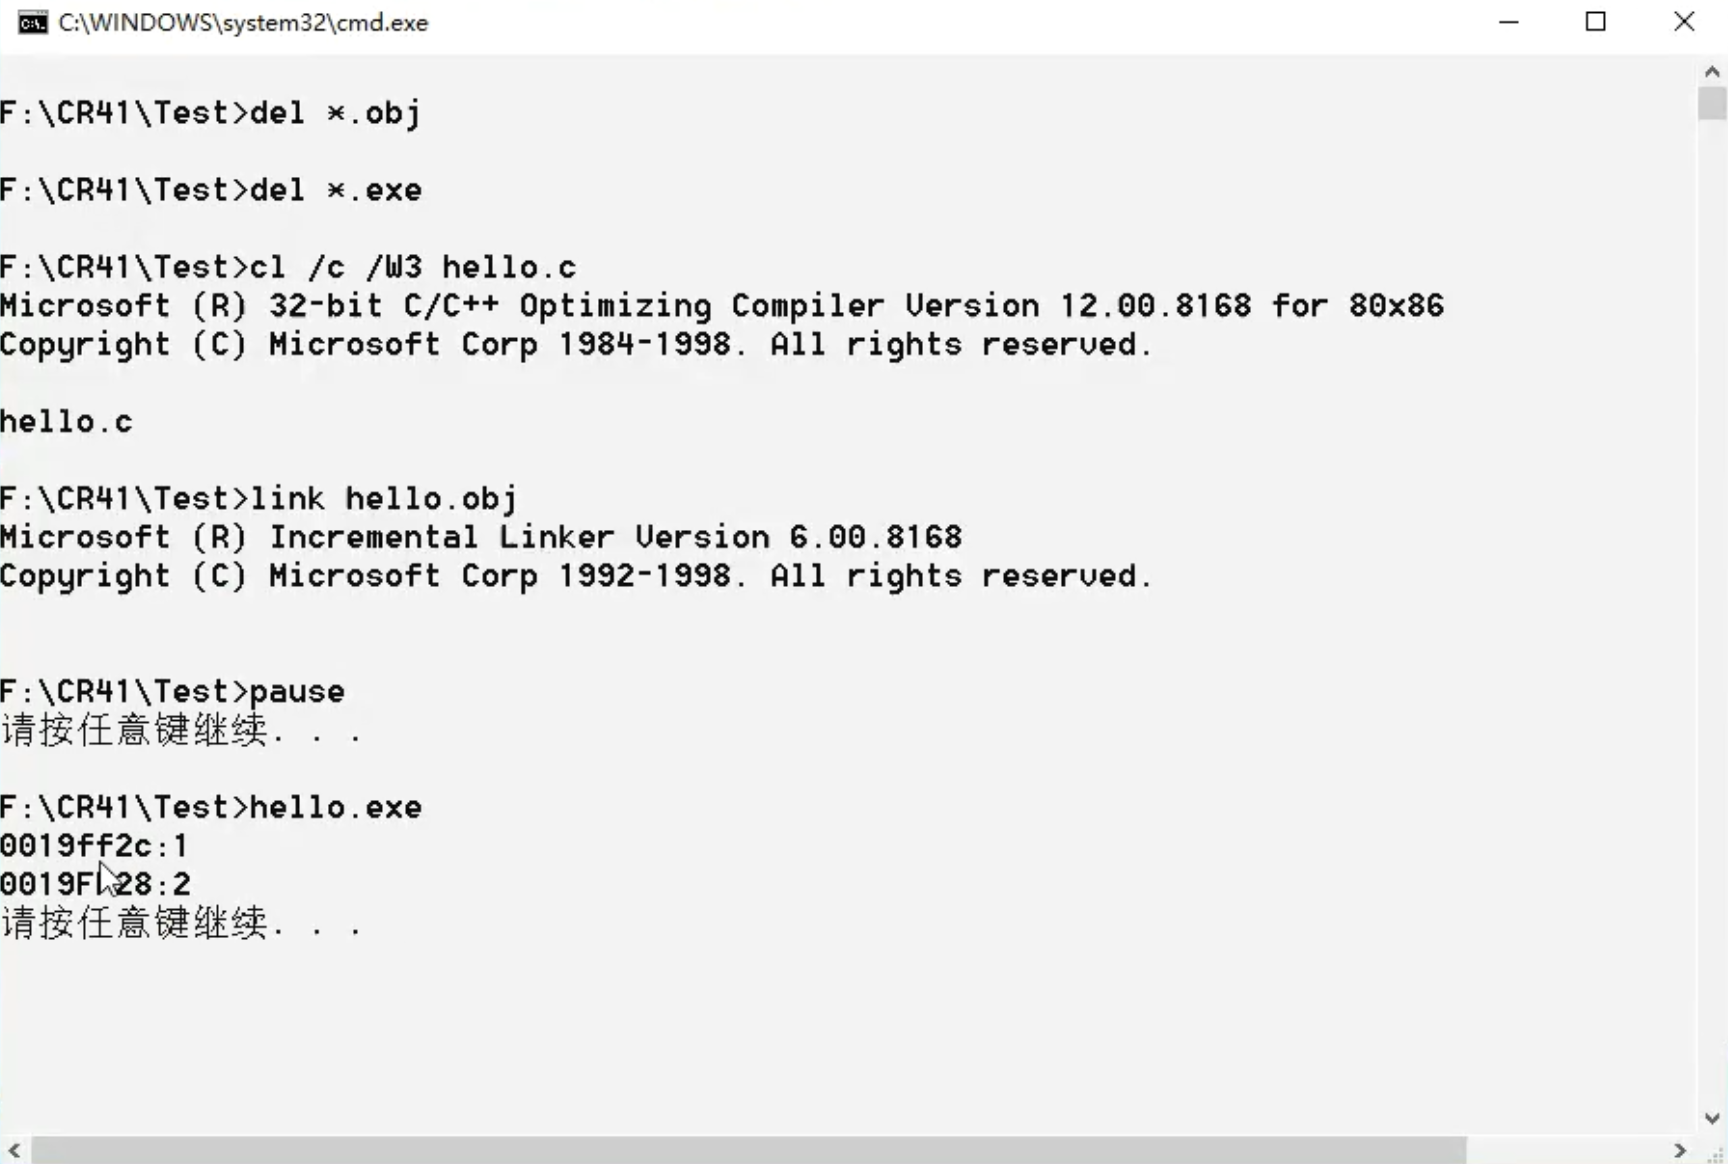 C:\WINDOWS\system32\cmd.exe
F:\CR41\Test>del *.obj
F:\CR41\Test>del *.exe
F:\CR41\Test>cl /c /W3 hello.c
Microsoft (R) 32-bit C/C++ Optimizing Compiler Version 12.00.8168 for 80x86
Copyright (C) Microsoft Corp 1984-1998. All rights reserved.
hello.c
F:\CR41\Test>link hello.obj
Microsoft (R) Incremental Linker Version 6.00.8168
Copyright (C) Microsoft Corp 1992-1998. All rights reserved.
F:\CR41\Test>pause
请按任意键继续. . .
F:\CR41\Test>hello.exe
0019ff2c:1
请按任意键继续. . .